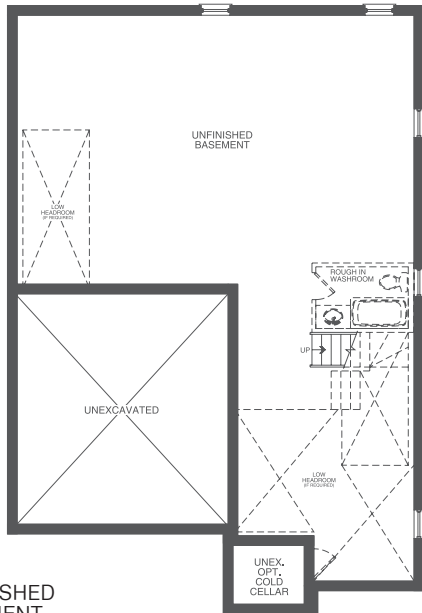 UNFINISHED
BASEMENT
LOW
HEADROOM
(IF REQUIRED)
ROUGH IN
WASHROOM
UP
UNEXCAVATED
LOW
HEADROOM
(IF REQUIRED)
UNEX.
OPT.
COLD
CELLAR
SHED
MENT